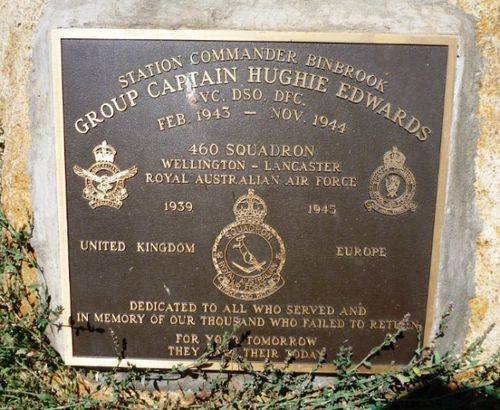 STATION COMMANDER BINBROOK
GROUP CAPTAIN HUGHIE EDWARDS
VC. DSO. DFC.
FEB. 1943 — NOV. 1944
460 SQUADRON
WELLINGTON - LANCASTER
ROYAL AUSTRALIAN AIR FORCE
1939 1945
SQUADRON
UNITED KINGDOM EUROPE
DEDICATED TO ALL WHO SERVED AND
IN MEMORY OF OUR THOUSAND WHO FAILED TO RETURN
FOR YOUR TOMORROW
THEY THEIR TODAY